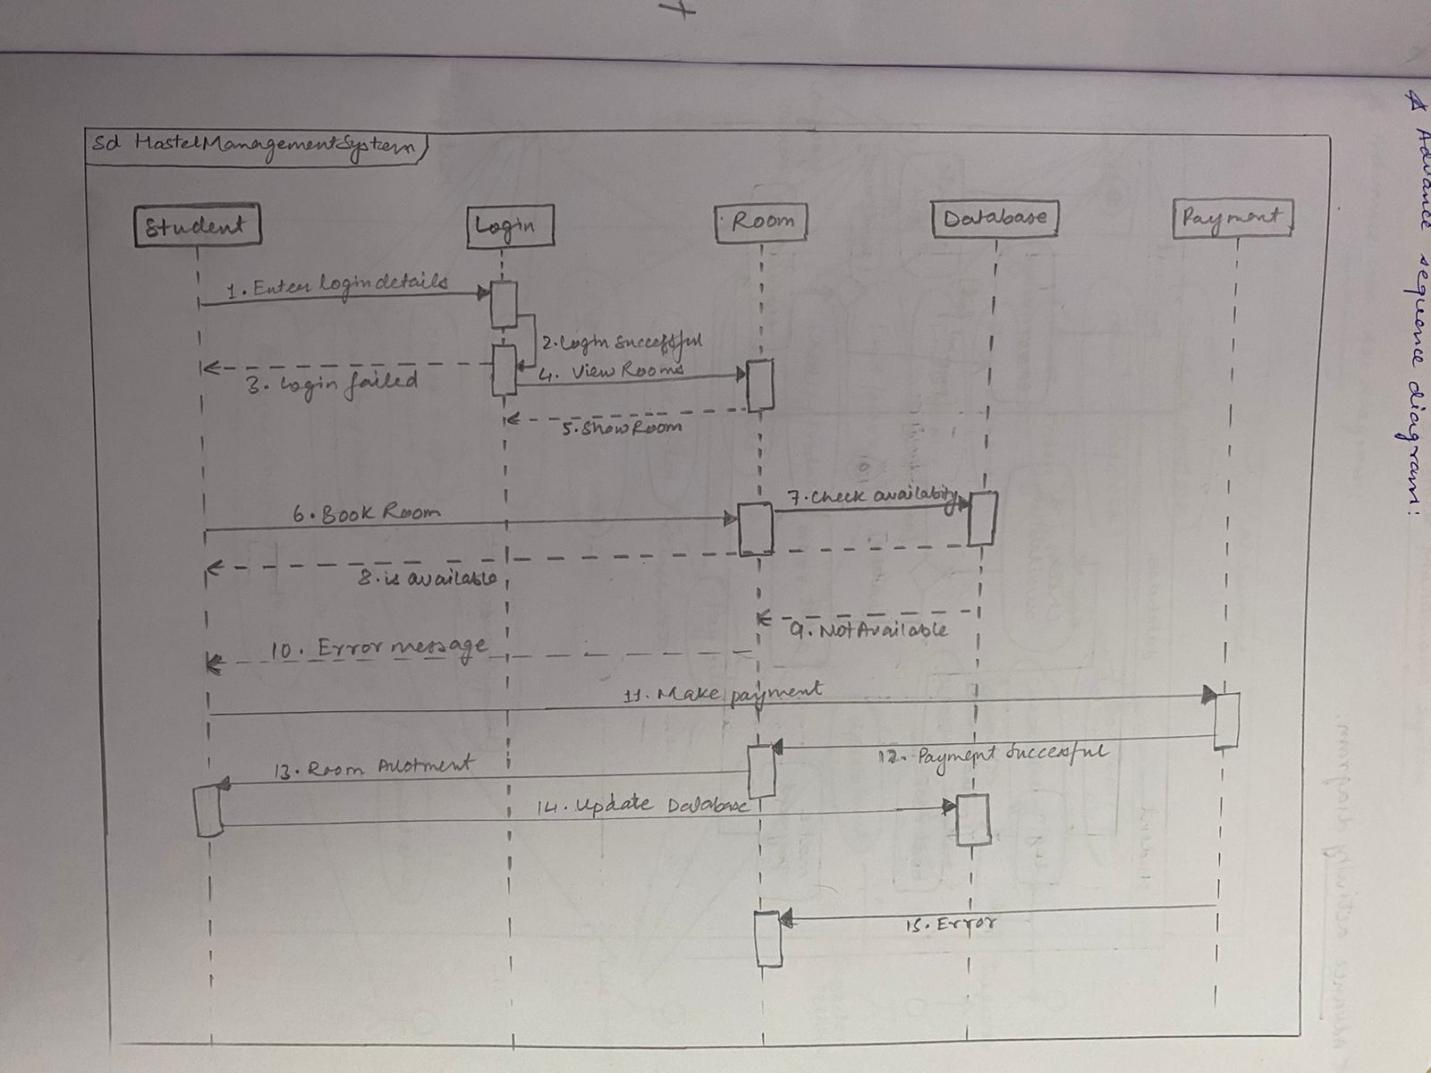 * Advance sequence diagram:
sd HostelManagementSystem
Student
Login
Room
Database
Payment
1. Enter login details
2. Login successful
3. Login failed
4. View Rooms
5. Show Room
6. Book Room
7. Check availabity
8. is available
9. Not Available
10. Error message
11. Make payment
12. Payment Succesful
13. Room Allotment
14. Update Database
15. Error